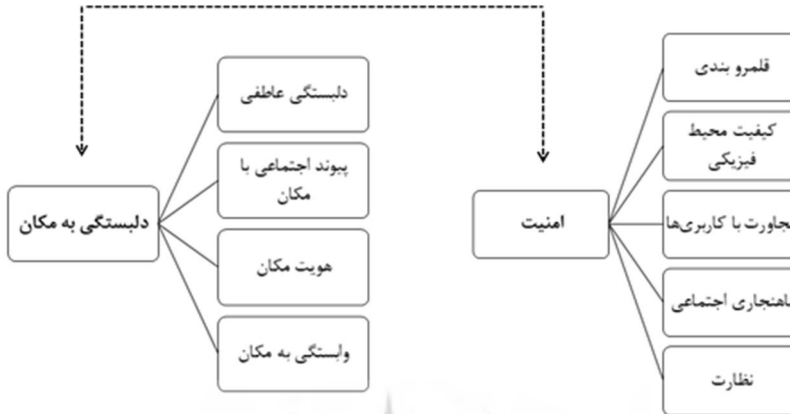 قلمرو بندی
کیفیت محیط
فیزیکی
مجاورت با کاربری‌ها
ناهنجاری اجتماعی
نظارت
امنیت
دلبستگی عاطفی
پیوند اجتماعی با
مکان
هویت مکان
وابستگی به مکان
دلبستگی به مکان